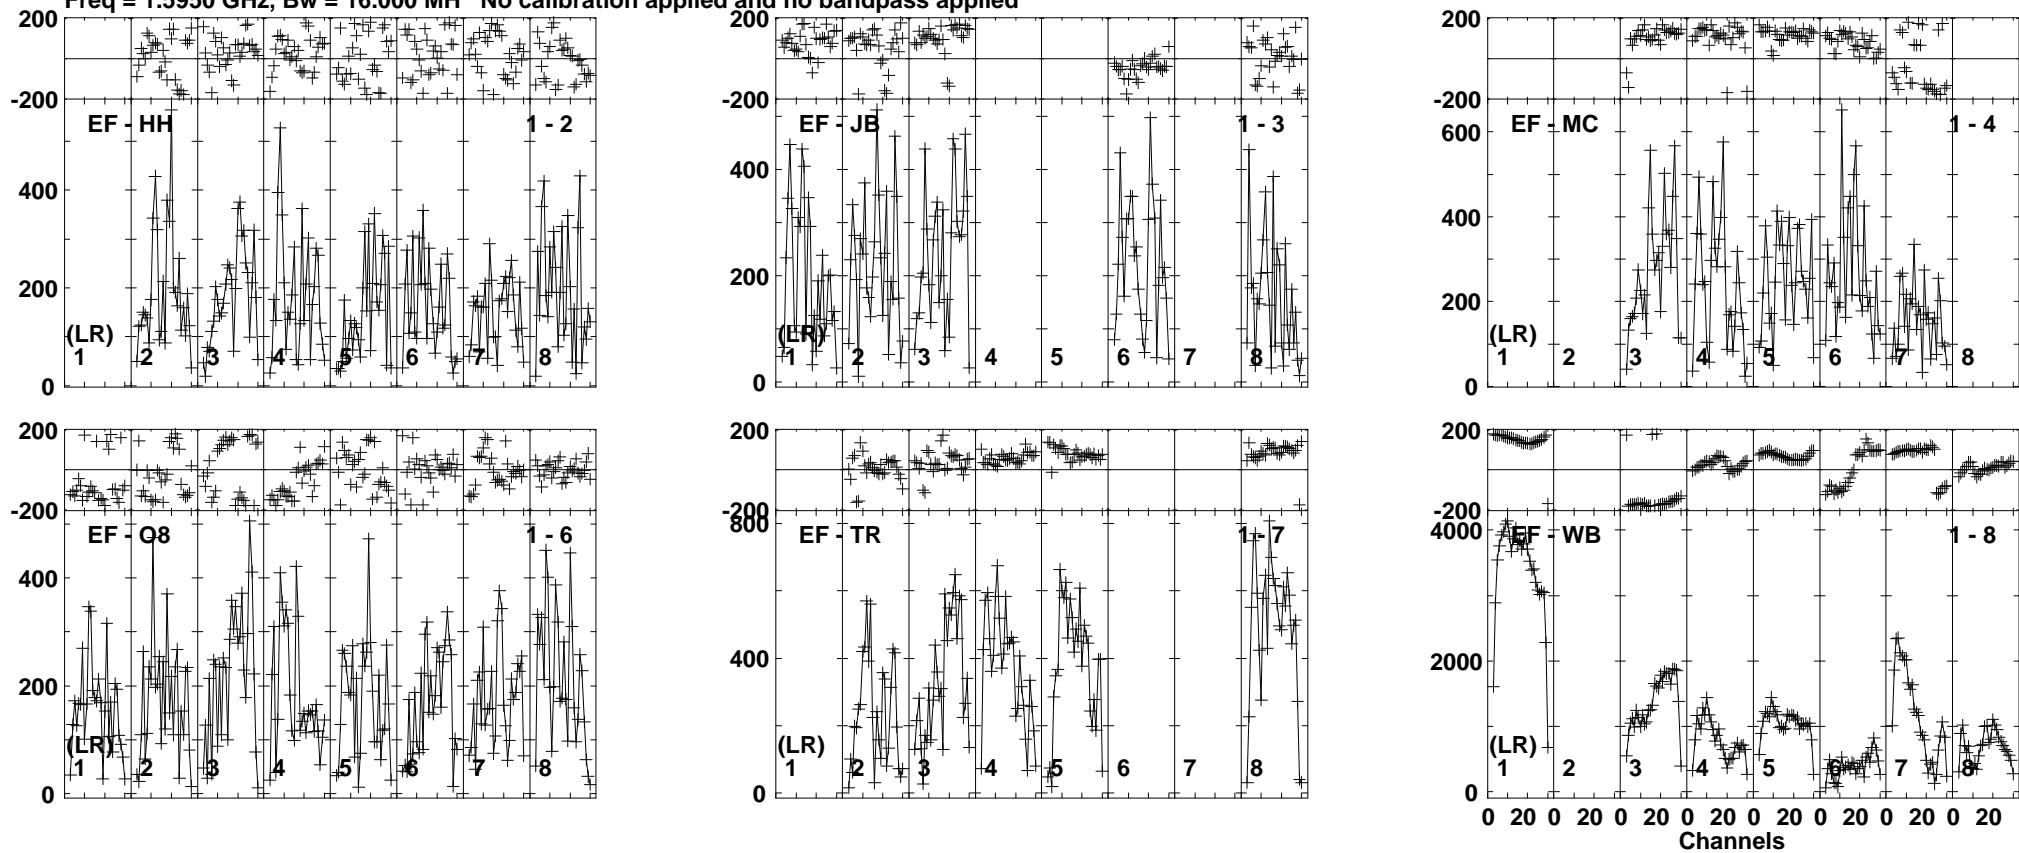 Freq = 1.5950 GHz, Bw = 16.000 MH No calibration applied and no bandpass applied
200
-200
EF - HH 1 - 2
400
200
0
(LR)
1 2 3 4 5 6 7 8
200
-200
EF - JB 1 - 3
400
200
0
(LR)
1 2 3 4 5 6 7 8
200
-200
EF - MC 1 - 4
600
400
200
0
(LR)
1 2 3 4 5 6 7 8
200
-200
EF - O8 1 - 6
400
200
0
(LR)
1 2 3 4 5 6 7 8
200
-200
EF - TR 1 - 7
800
400
0
(LR)
1 2 3 4 5 6 7 8
200
-200
EF - WB 1 - 8
4000
2000
0
(LR)
1 2 3 4 5 6 7 8
0 20 0 20 0 20 0 20 0 20 0 20 0 20 0 20
Channels